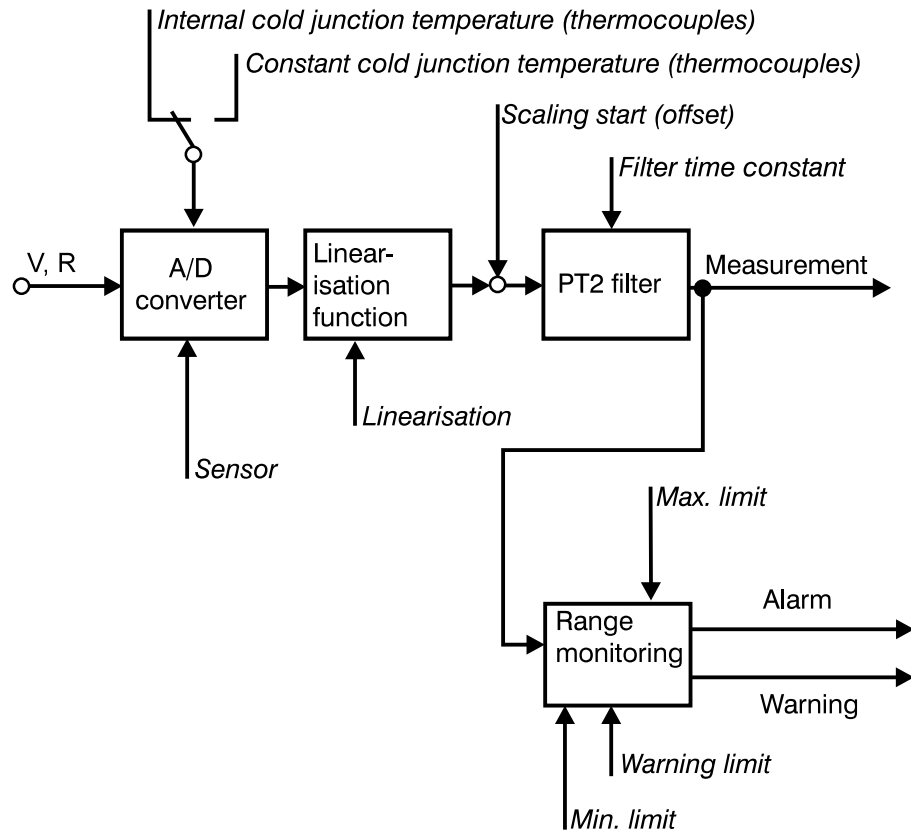 Internal cold junction temperature (thermocouples)
Constant cold junction temperature (thermocouples)
Scaling start (offset)
Filter time constant
V, R
A/D
converter
Linear-
isation
function
PT2 filter
Measurement
Linearisation
Sensor
Max. limit
Range
monitoring
Alarm
Warning
Warning limit
Min. limit